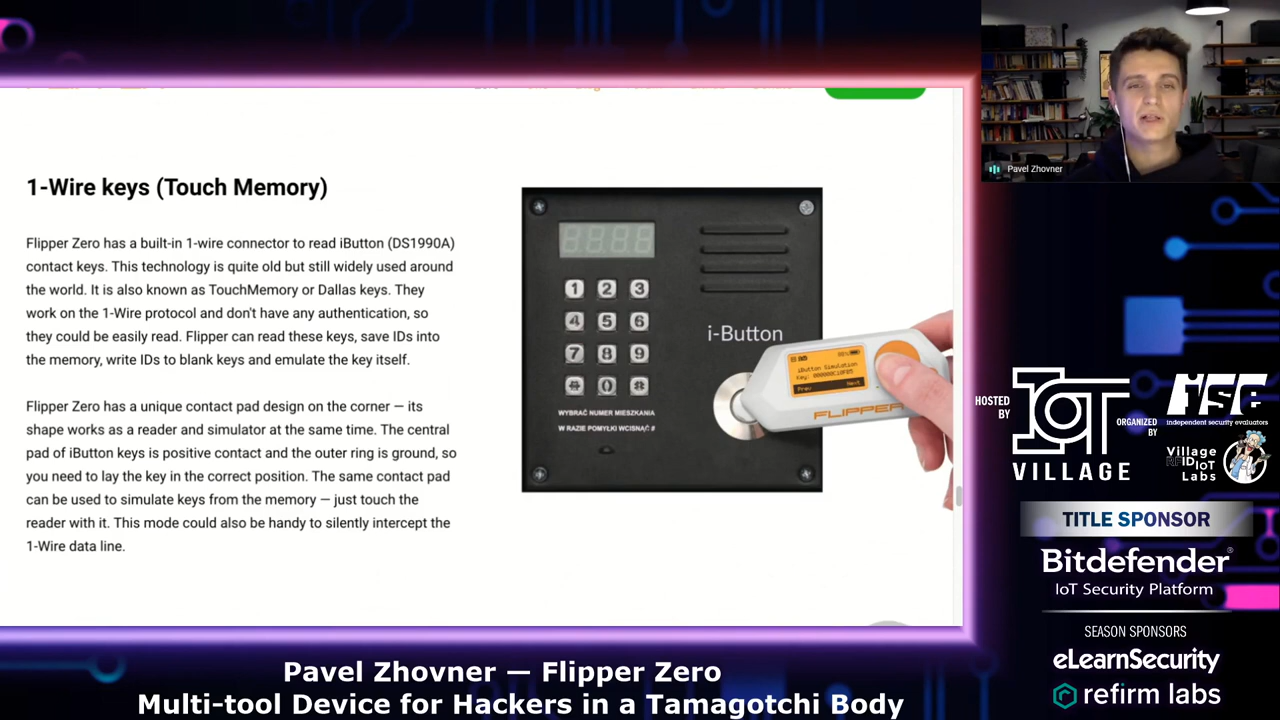 1-Wire keys (Touch Memory)
Flipper Zero has a built-in 1-wire connector to read iButton (DS1990A)
contact keys. This technology is quite old but still widely used around
the world. It is also known as TouchMemory or Dallas keys. They
work on the 1-Wire protocol and don't have any authentication, so
they could be easily read. Flipper can read these keys, save IDs into
the memory, write IDs to blank keys and emulate the key itself.
Flipper Zero has a unique contact pad design on the corner — its
shape works as a reader and simulator at the same time. The central
pad of iButton keys is positive contact and the outer ring is ground, so
you need to lay the key in the correct position. The same contact pad
can be used to simulate keys from the memory — just touch the
reader with it. This mode could also be handy to silently intercept the
1-Wire data line.
1 2 3
4 5 6
7 8 9
0 #
WYBRAĆ NUMER MIESZKANIA
W RAZIE POMYŁKI WCISNĄĆ #
i-Button
iButton Simulation
Prev Next
FLIPPER
Pavel Zhovner
HOSTED
BY
IOT
VILLAGE
ORGANIZED
BY
ISE
independent security evaluators
Village
IDIoT
Labs
TITLE SPONSOR
Bitdefender®
IoT Security Platform
SEASON SPONSORS
eLearnSecurity
refirm labs
Pavel Zhovner — Flipper Zero
Multi-tool Device for Hackers in a Tamagotchi Body